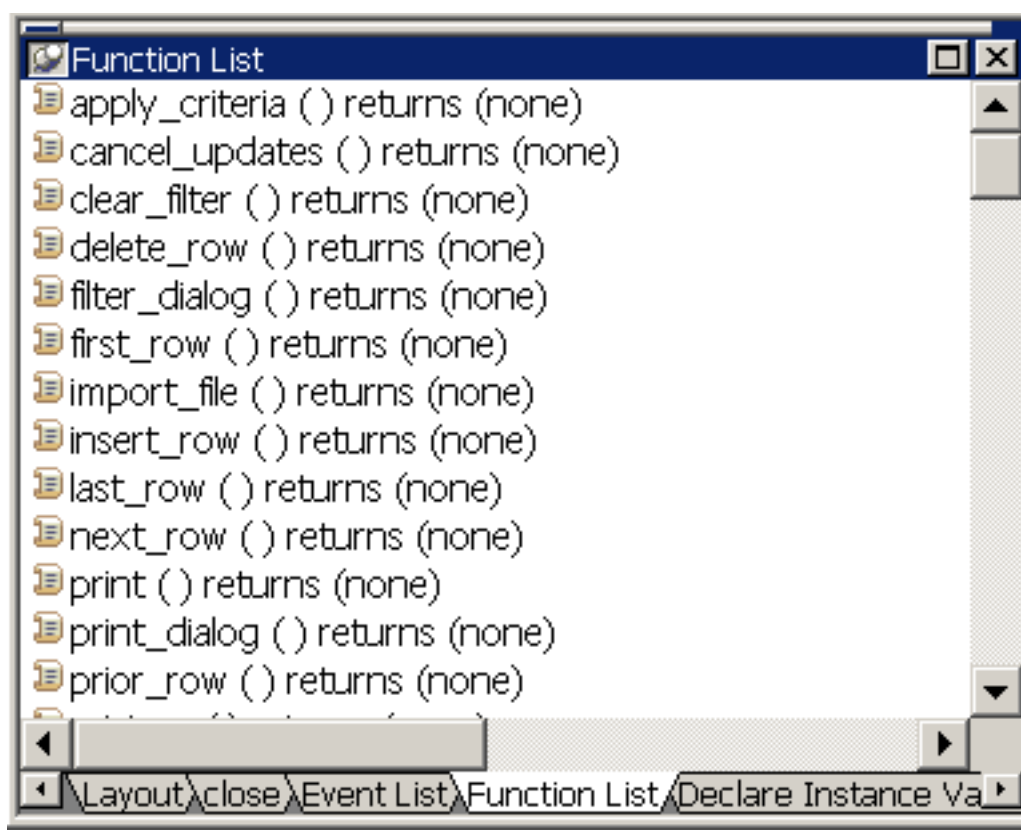 Function List
apply_criteria ( ) returns (none)
cancel_updates ( ) returns (none)
clear_filter ( ) returns (none)
delete_row ( ) returns (none)
filter_dialog ( ) returns (none)
first_row ( ) returns (none)
import_file ( ) returns (none)
insert_row ( ) returns (none)
last_row ( ) returns (none)
next_row ( ) returns (none)
print ( ) returns (none)
print_dialog ( ) returns (none)
prior_row ( ) returns (none)
Layout close Event List Function List Declare Instance Va